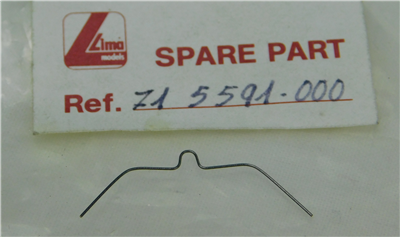 Lima
models
SPARE PART
Ref. Z1 5591-000